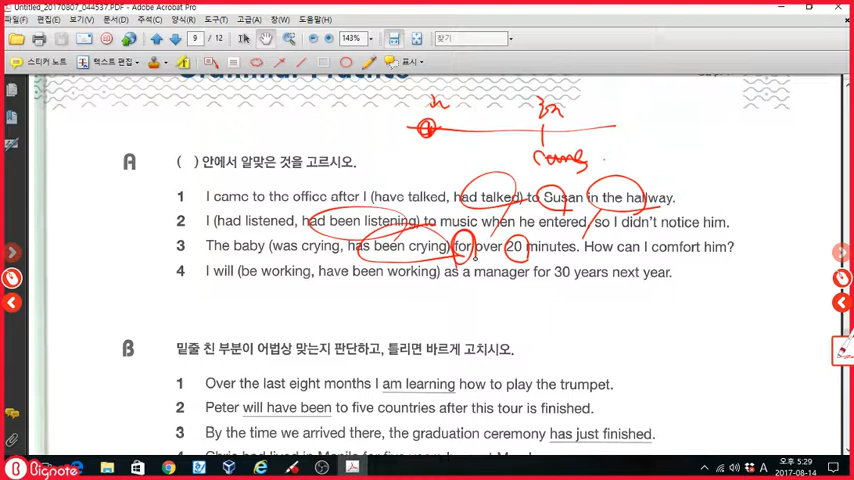 Untitled_20170807_044537.PDF - Adobe Acrobat Pro
파일(F) 편집(E) 보기(V) 문서(D) 주석(C) 양식(R) 도구(T) 고급(A) 창(W) 도움말(H)
9 / 12 143% 찾기
스티커 노트 텍스트 편집 표시
Grammar Practice
A ( ) 안에서 알맞은 것을 고르시오.
1 I came to the office after I (have talked, had talked) to Susan in the hallway.
2 I (had listened, had been listening) to music when he entered, so I didn't notice him.
3 The baby (was crying, has been crying) for over 20 minutes. How can I comfort him?
4 I will (be working, have been working) as a manager for 30 years next year.
B 밑줄 친 부분이 어법상 맞는지 판단하고, 틀리면 바르게 고치시오.
1 Over the last eight months I am learning how to play the trumpet.
2 Peter will have been to five countries after this tour is finished.
3 By the time we arrived there, the graduation ceremony has just finished.
Bignote
A 오후 5:29
2017-08-14